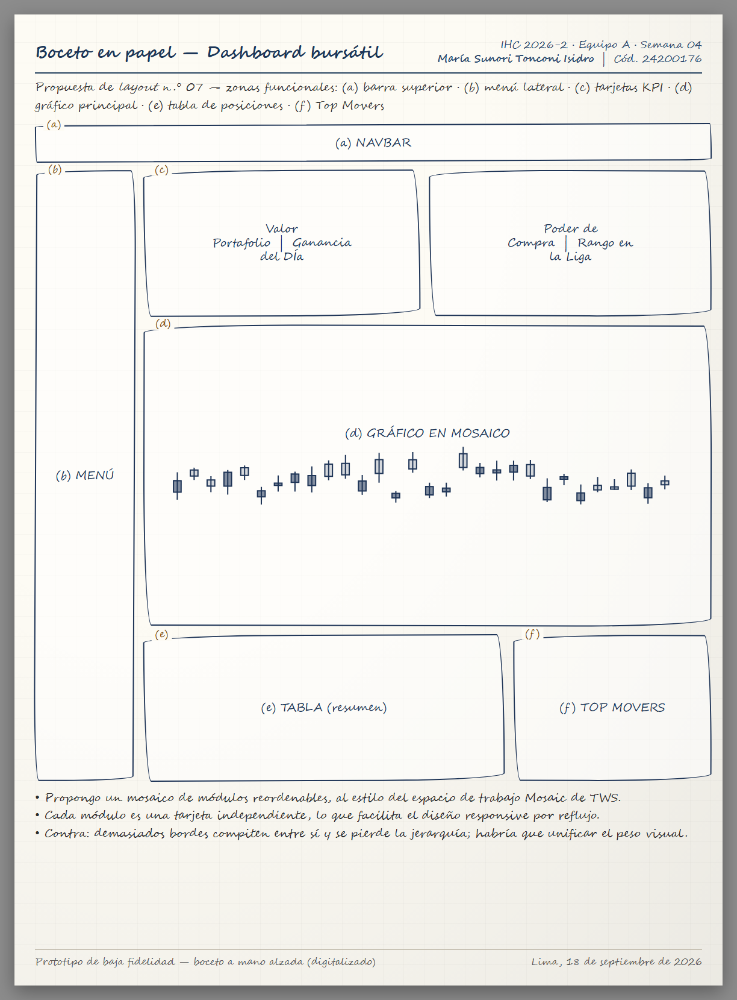 Boceto en papel — Dashboard bursátil
IHC 2026-2 · Equipo A · Semana 04
María Sunori Tonconi Isidro | Cód. 24200176
Propuesta de layout n.º 07 — zonas funcionales: (a) barra superior · (b) menú lateral · (c) tarjetas KPI · (d)
gráfico principal · (e) tabla de posiciones · (f) Top Movers
(a)
(a) NAVBAR
(b)
(b) MENÚ
(c)
Valor
Portafolio | Ganancia
del DÍa
Poder de
Compra | Rango en
la Liga
(d)
(d) GRÁFICO EN MOSAICO
(e)
(e) TABLA (resumen)
(f)
(f) TOP MOVERS
• Propongo un mosaico de módulos reordenables, al estilo del espacio de trabajo Mosaic de TWS.
• Cada módulo es una tarjeta independiente, lo que facilita el diseño responsive por reflujo.
• Contra: demasiados bordes compiten entre sí y se pierde la jerarquía; habría que unificar el peso visual.
Prototipo de baja fidelidad — boceto a mano alzada (digitalizado)
Lima, 18 de septiembre de 2026